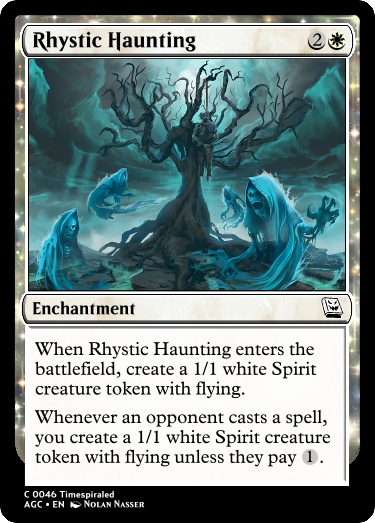 Rhystic Haunting 2
Enchantment
When Rhystic Haunting enters the
battlefield, create a 1/1 white Spirit
creature token with flying.
Whenever an opponent casts a spell,
you create a 1/1 white Spirit creature
token with flying unless they pay 1.
C 0046 Timespiraled
AGC • EN Nolan Nasser